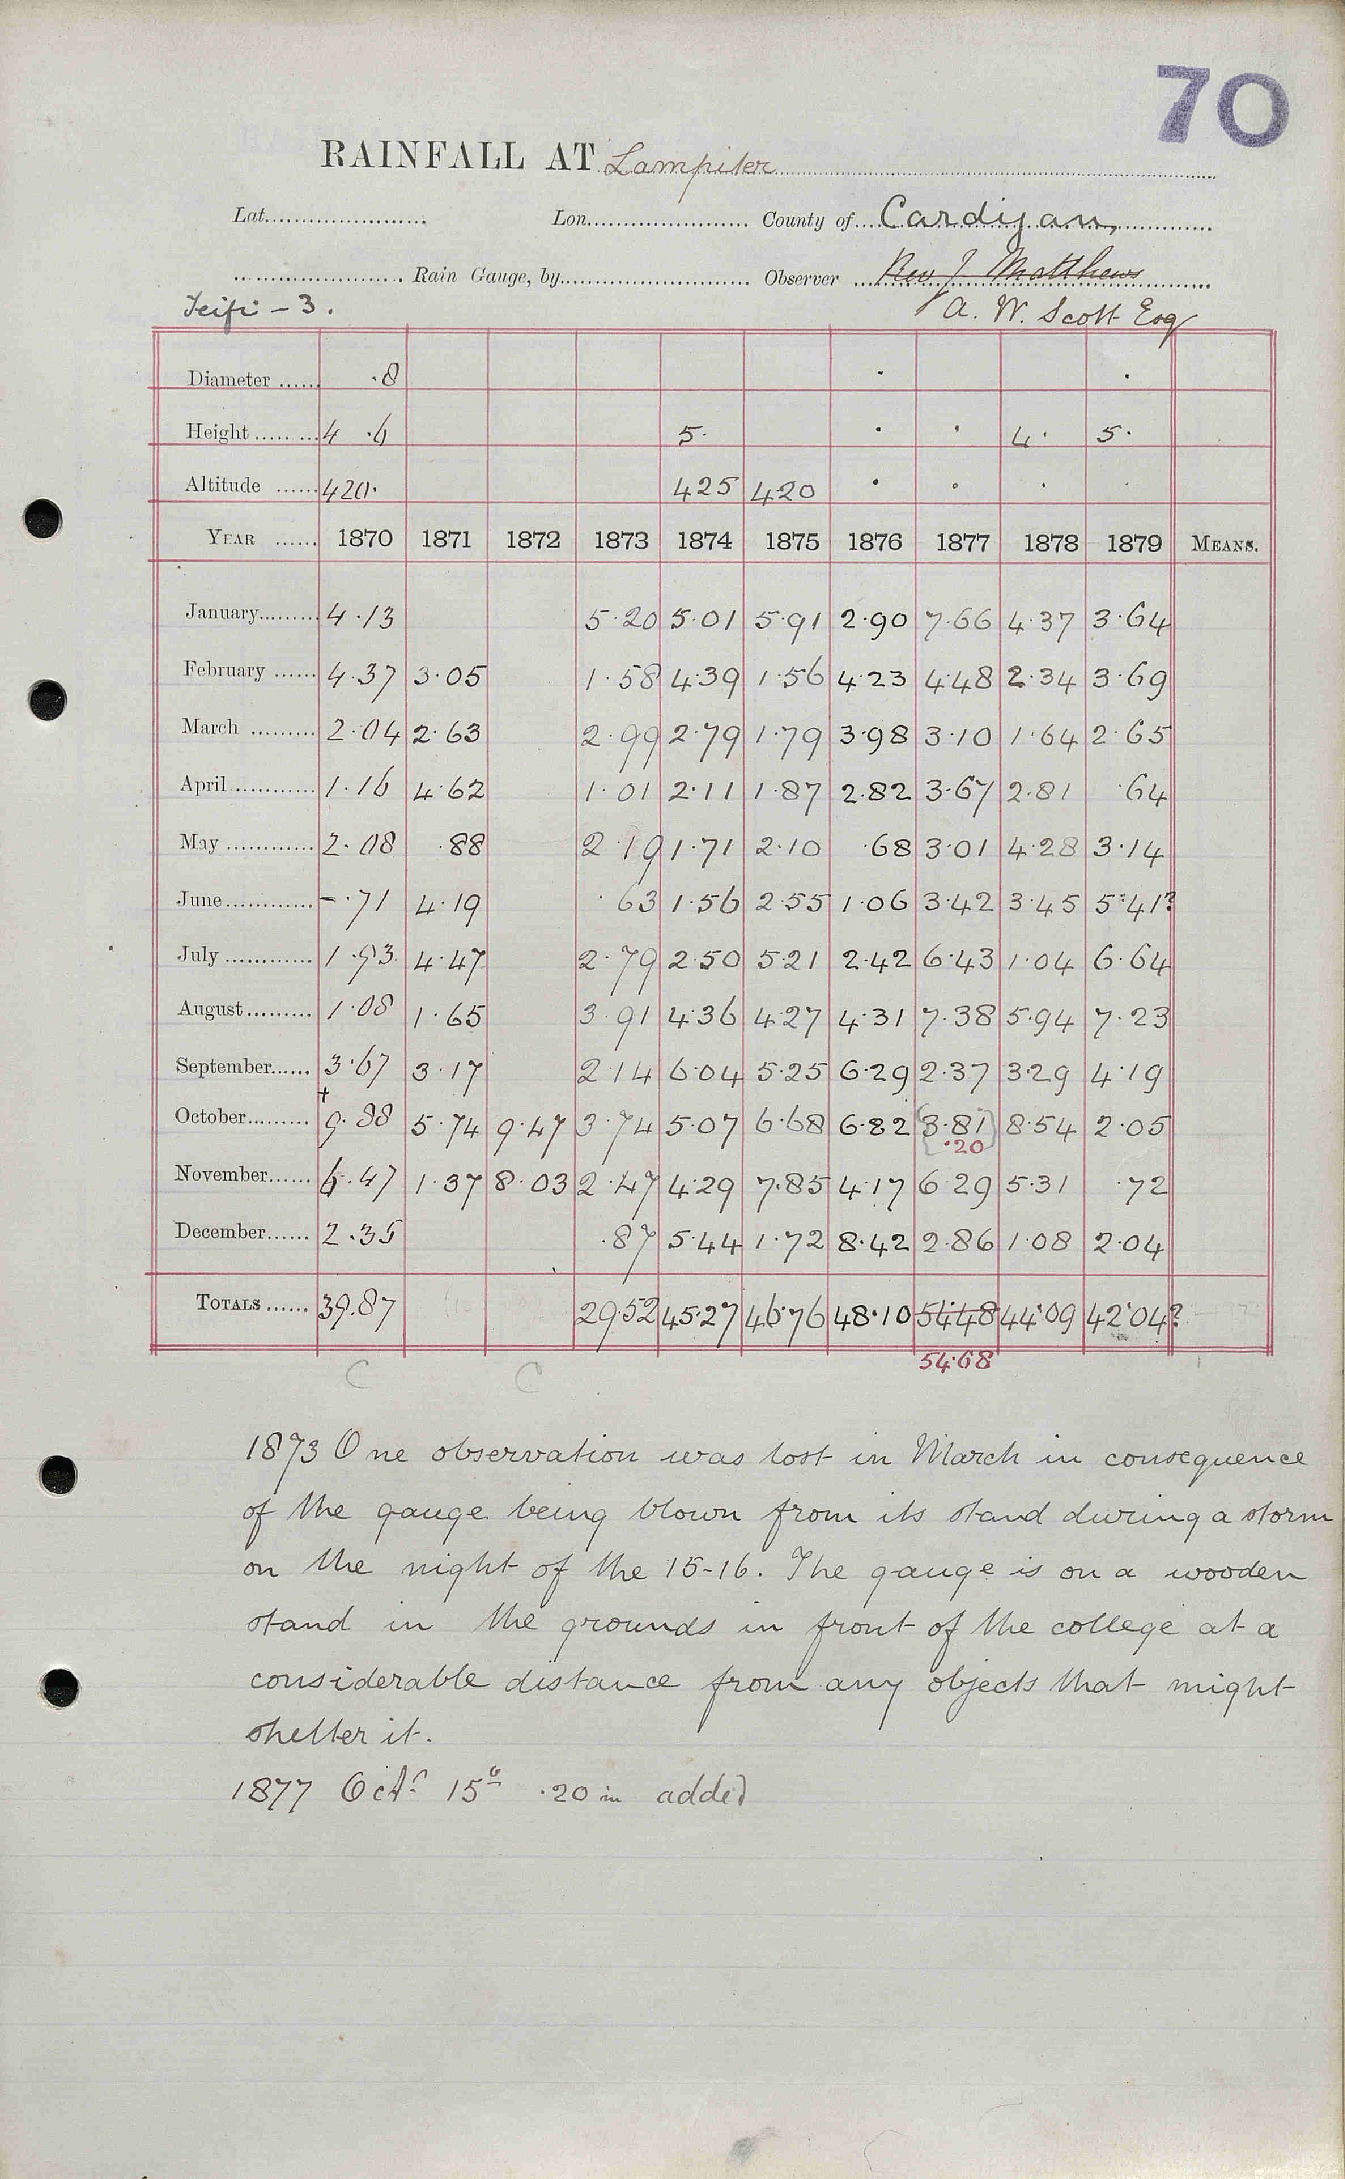 70
RAINFALL AT Lampiter
Lat. Lon. County of Cardigan,
Rain Gauge, by Observer Rev J Matthews
Teifi - 3. A. W. Scott Esq
Diameter ...... .8 . .
Height ......... 4 .6 5. . . 4. 5.
Altitude ...... 420. 425 420 . . . .
YEAR ...... 1870 1871 1872 1873 1874 1875 1876 1877 1878 1879 MEANS.
January......... 4.13 5.20 5.01 5.91 2.90 7.66 4.37 3.64
February ...... 4.37 3.05 1.58 4.39 1.56 4.23 4.48 2.34 3.69
March ......... 2.04 2.63 2.99 2.79 1.79 3.98 3.10 1.64 2.65
April ............ 1.16 4.62 1.01 2.11 1.87 2.82 3.67 2.81 .64
May ............ 2.08 .88 2.19 1.71 2.10 .68 3.01 4.28 3.14
June ............ -.71 4.19 .63 1.56 2.55 1.06 3.42 3.45 5.41?
July ............ 1.93 4.47 2.79 2.50 5.21 2.42 6.43 1.04 6.64
August ......... 1.08 1.65 3.91 4.36 4.27 4.31 7.38 5.94 7.23
September...... 3.67 3.17 2.14 6.04 5.25 6.29 2.37 3.29 4.19
October......... +9.88 5.74 9.47 3.74 5.07 6.68 6.82 {3.81} 8.54 2.05
.20
November...... 6.47 1.37 8.03 2.47 4.29 7.85 4.17 6.29 5.31 .72
December...... 2.35 .87 5.44 1.72 8.42 2.86 1.08 2.04
TOTALS ...... 39.87 29.52 45.27 46.76 48.10 54.48 44.09 42.04?
54.68
C C
1873 One observation was lost in March in consequence
of the gauge being blown from its stand during a storm
on the night of the 15-16. The gauge is on a wooden
stand in the grounds in front of the college at a
considerable distance from any objects that might
shelter it.
1877 Octr 15th .20 in added